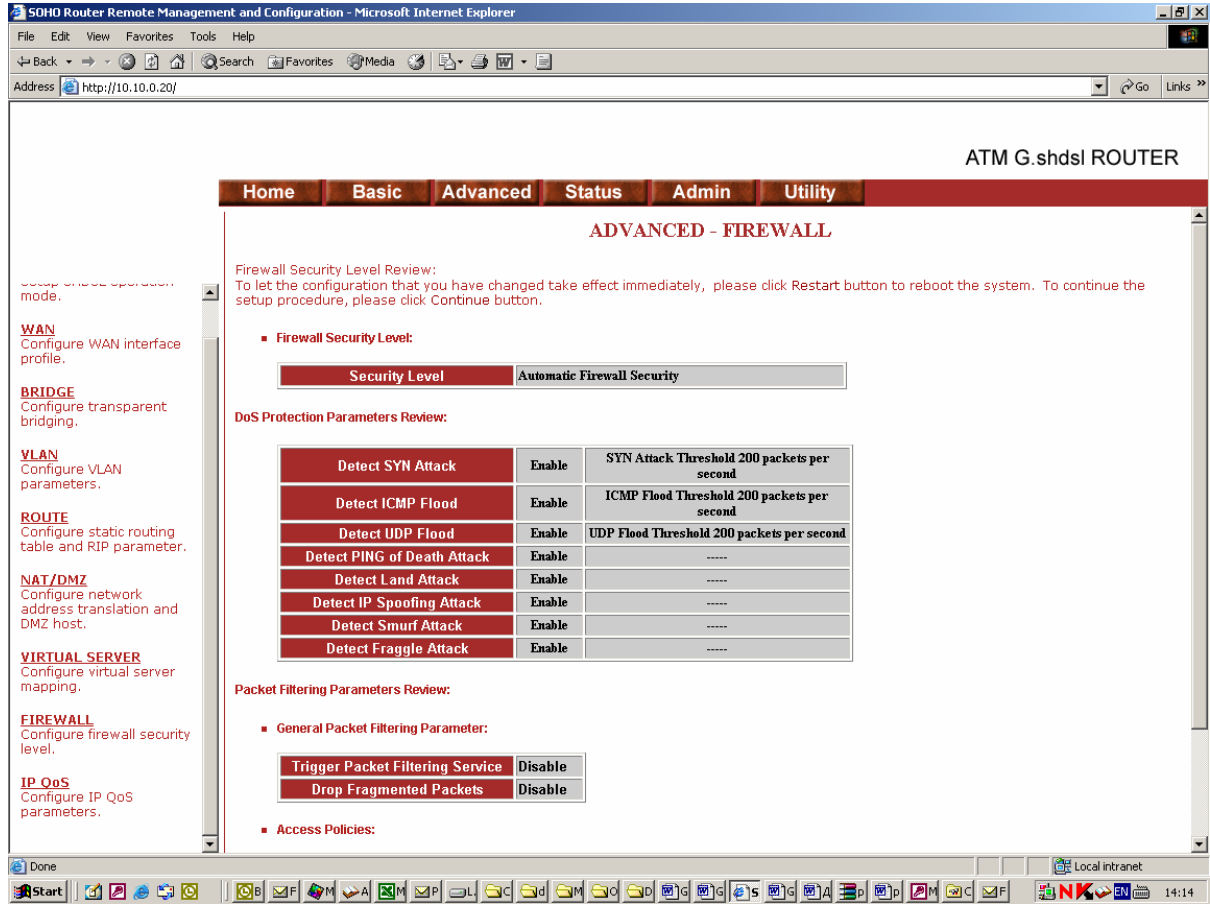 SOHO Router Remote Management and Configuration - Microsoft Internet Explorer
File Edit View Favorites Tools Help
Back Search Favorites Media
Address http://10.10.0.20/ Go Links »
ATM G.shdsl ROUTER
Home Basic Advanced Status Admin Utility
mode.
WAN
Configure WAN interface
profile.
BRIDGE
Configure transparent
bridging.
VLAN
Configure VLAN
parameters.
ROUTE
Configure static routing
table and RIP parameter.
NAT/DMZ
Configure network
address translation and
DMZ host.
VIRTUAL SERVER
Configure virtual server
mapping.
FIREWALL
Configure firewall security
level.
IP QoS
Configure IP QoS
parameters.
ADVANCED - FIREWALL
Firewall Security Level Review:
To let the configuration that you have changed take effect immediately, please click Restart button to reboot the system. To continue the
setup procedure, please click Continue button.
Firewall Security Level:
Security Level Automatic Firewall Security
DoS Protection Parameters Review:
Detect SYN Attack Enable SYN Attack Threshold 200 packets per
second
Detect ICMP Flood Enable ICMP Flood Threshold 200 packets per
second
Detect UDP Flood Enable UDP Flood Threshold 200 packets per second
Detect PING of Death Attack Enable -----
Detect Land Attack Enable -----
Detect IP Spoofing Attack Enable -----
Detect Smurf Attack Enable -----
Detect Fraggle Attack Enable -----
Packet Filtering Parameters Review:
General Packet Filtering Parameter:
Trigger Packet Filtering Service Disable
Drop Fragmented Packets Disable
Access Policies:
Done Local intranet
Start B F M A M P L C d M O D G G S G Д p p M C F EN 14:14